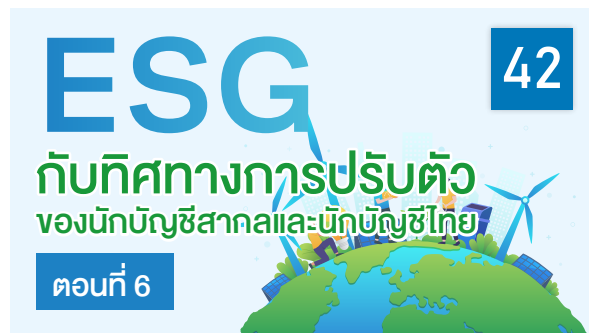 ESG
42
กับทิศทางการปรับตัว
ของนักบัญชีสากลและนักบัญชีไทย
ตอนที่ 6